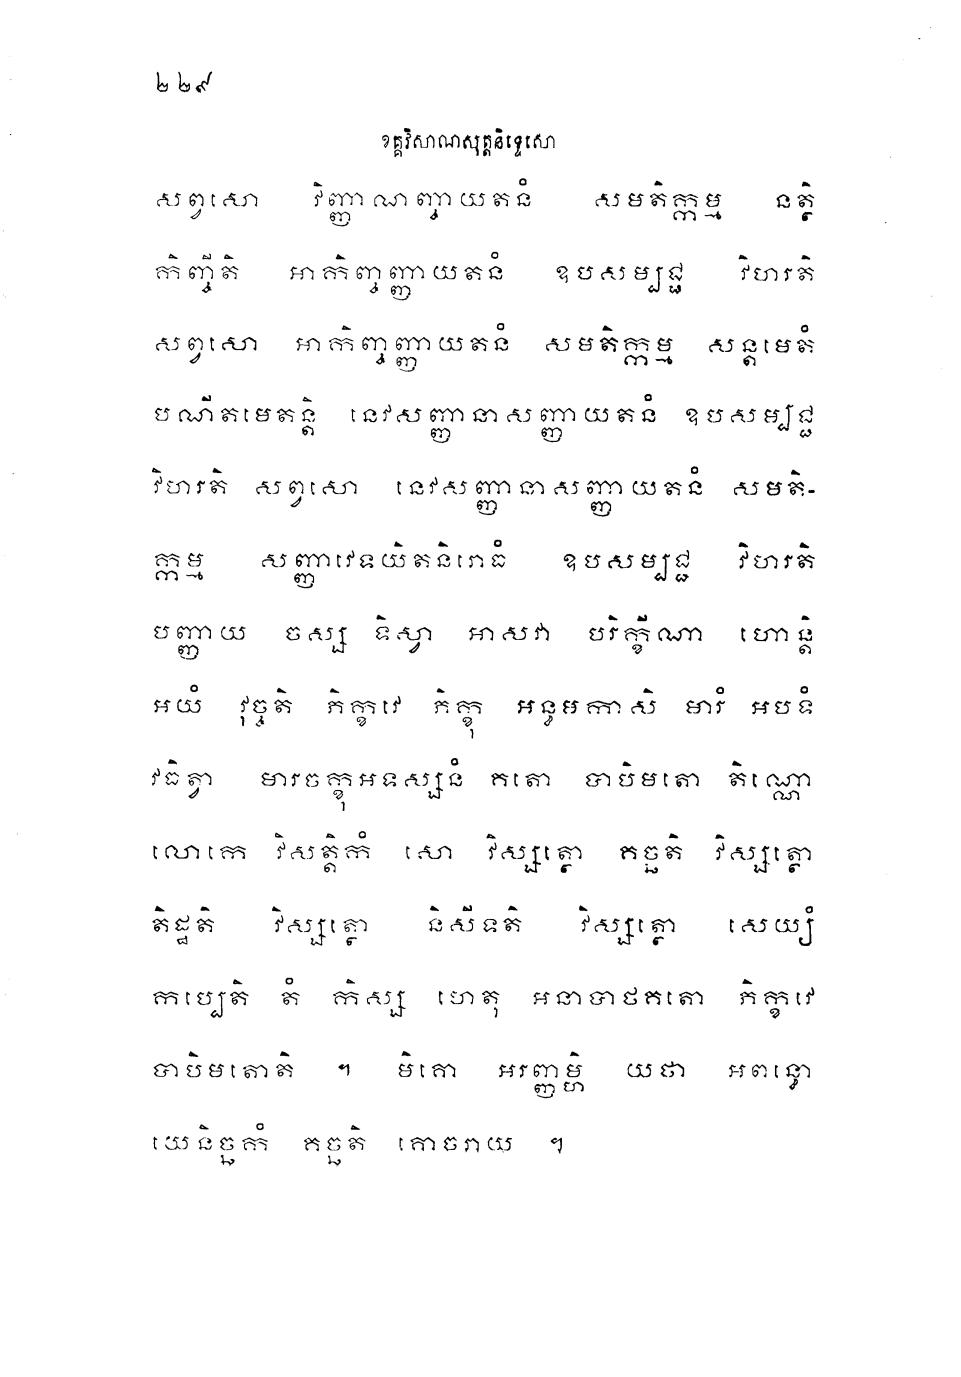 ២២៩
ខគ្គវិសាណសុត្តនិទ្ទេសោ
សព្វសោ វិញ្ញាណញ្ចាយតនំ សមតិក្កម្ម នត្ថិ
កិញ្ចីតិ អាកិញ្ចញ្ញាយតនំ ឧបសម្បជ្ជ វិហរតិ
សព្វសោ អាកិញ្ចញ្ញាយតនំ សមតិក្កម្ម សន្តមេតំ
បណីតមេតន្តិ នេវសញ្ញានាសញ្ញាយតនំ ឧបសម្បជ្ជ
វិហរតិ សព្វសោ នេវសញ្ញានាសញ្ញាយតនំ សមតិ-
ក្កម្ម សញ្ញាវេទយិតនិរោធំ ឧបសម្បជ្ជ វិហរតិ
បញ្ញាយ ចស្ស ទិស្វា អាសវា បរិក្ខីណា ហោន្តិ
អយំ វុច្ចតិ ភិក្ខវេ ភិក្ខុ អន្ធមកាសិ មារំ អបទំ
វធិត្វា មារចក្ខុអទស្សនំ គតោ បាបិមតោ តិណ្ណោ
លោកេ វិសត្តិកំ សោ វិស្សត្ថោ គច្ឆតិ វិស្សត្ថោ
តិដ្ឋតិ វិស្សត្ថោ និសីទតិ វិស្សត្ថោ សេយ្យំ
កប្បេតិ តំ កិស្ស ហេតុ អនាបាថគតោ ភិក្ខវេ
បាបិមតោតិ ។ មិគោ អរញ្ញម្ហិ យថា អពន្ធោ
យេនិច្ឆកំ គច្ឆតិ គោចរាយ ។